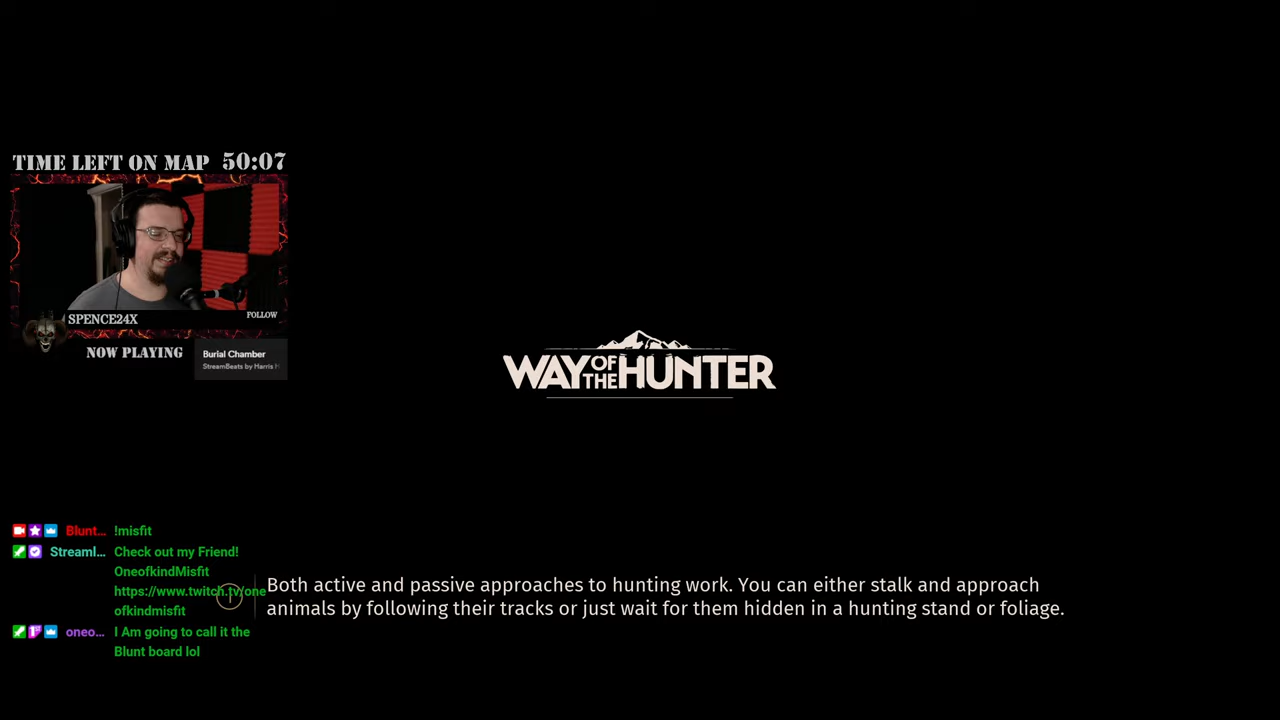 TIME LEFT ON MAP 50:07
SPENCE24X
FOLLOW
NOW PLAYING
Burial Chamber
StreamBeats by Harris H
WAY OF THE HUNTER
Blunt... !misfit
Streaml... Check out my Friend!
OneofkindMisfit
https://www.twitch.tv/one
ofkindmisfit
oneo... I Am going to call it the
Blunt board lol
Both active and passive approaches to hunting work. You can either stalk and approach
animals by following their tracks or just wait for them hidden in a hunting stand or foliage.